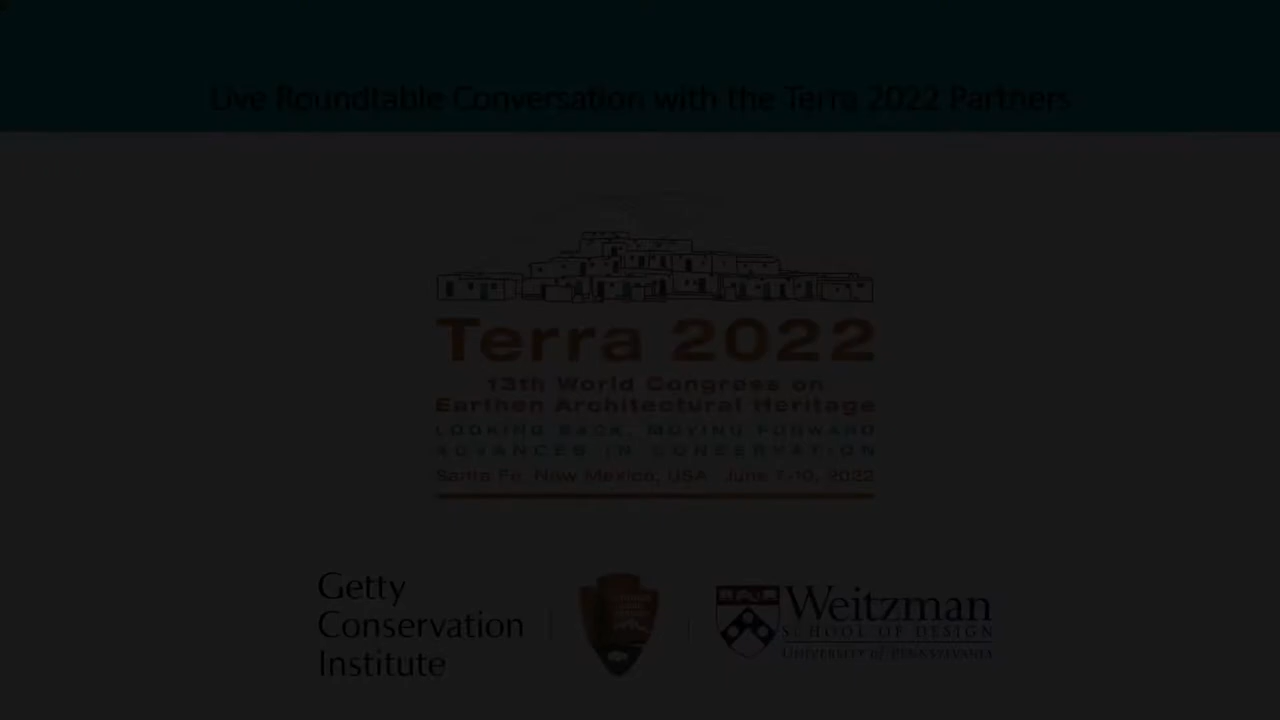 Live Roundtable Conversation with the Terra 2022 Partners
Terra 2022
13th World Congress on
Earthen Architectural Heritage
LOOKING BACK, MOVING FORWARD
ADVANCES IN CONSERVATION
Santa Fe, New Mexico, USA June 7-10, 2022
Getty
Conservation
Institute
Weitzman
SCHOOL OF DESIGN
UNIVERSITY of PENNSYLVANIA